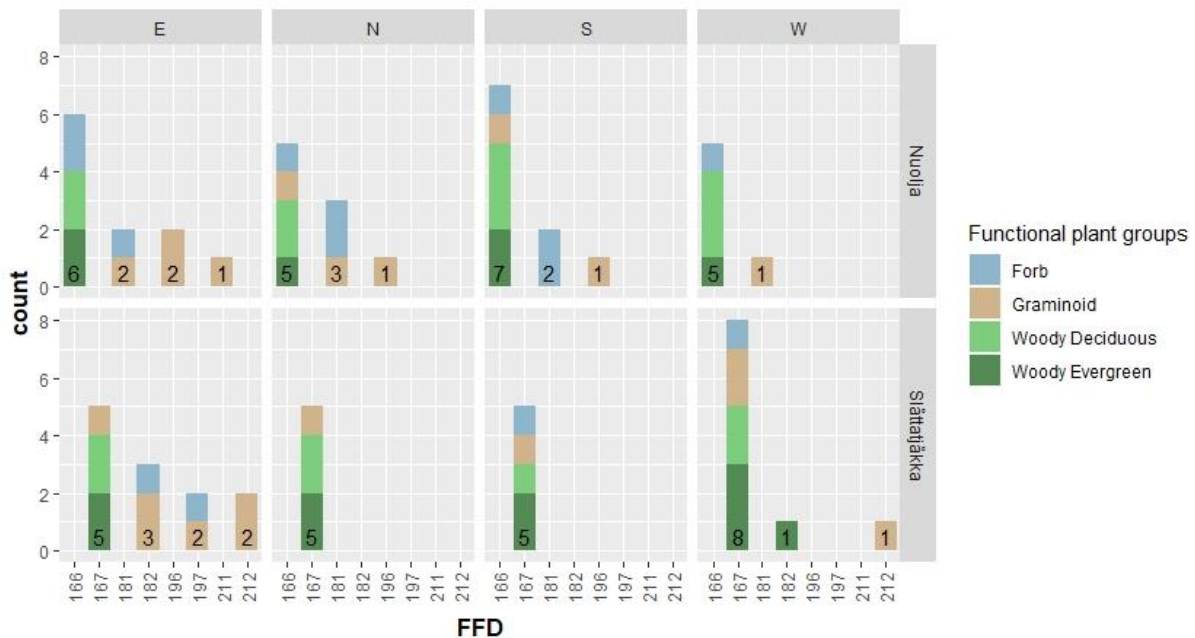 E N S W
8
6
4
2
0
6 2 2 1 5 3 1 7 2 1 5 1
Nuolja
count
8
6
4
2
0
5 3 2 2 5 5 8 1 1
Slåttatjåkka
166 167 181 182 196 197 211 212 166 167 181 182 196 197 211 212 166 167 181 182 196 197 211 212 166 167 181 182 196 197 211 212
FFD
Functional plant groups
Forb
Graminoid
Woody Deciduous
Woody Evergreen